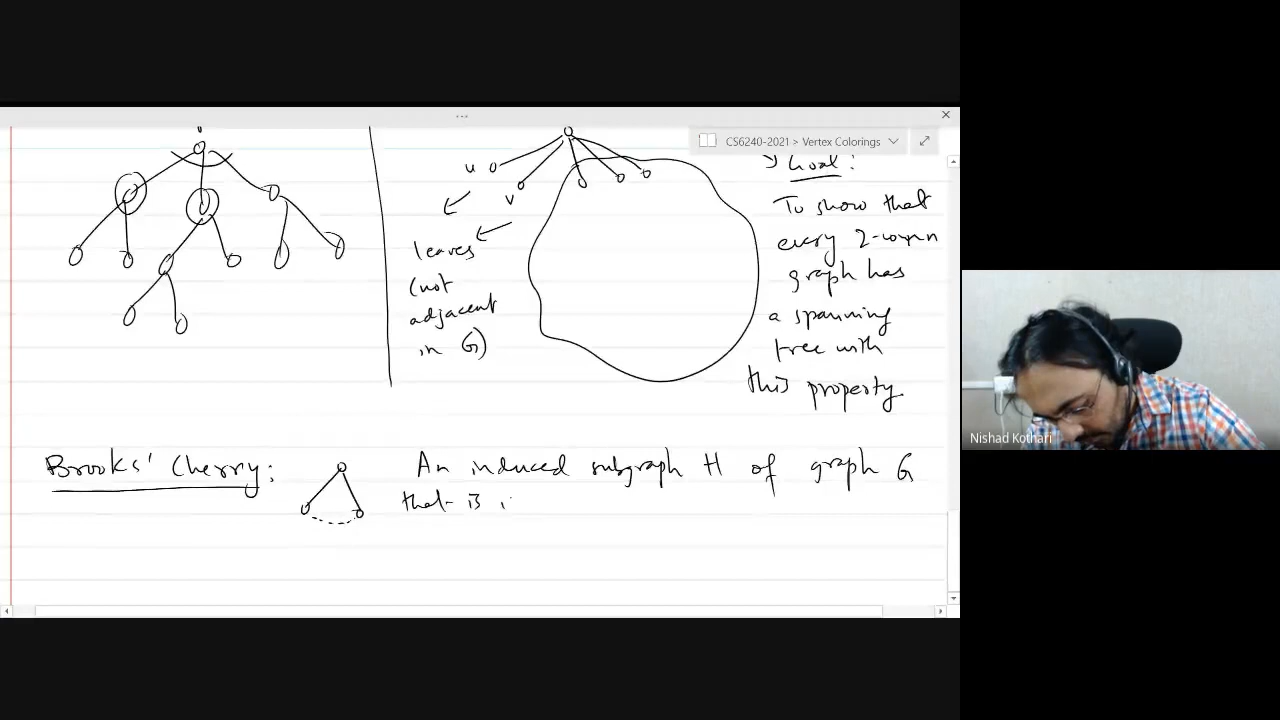 CS6240-2021 > Vertex Colorings
Goal:
To show that
every 2-conn
graph has
a spanning
tree with
this property
u
v
leaves
(not
adjacent
in G)
Brooks' Cherry: An induced subgraph H of graph G
that is i
Nishad Kothari